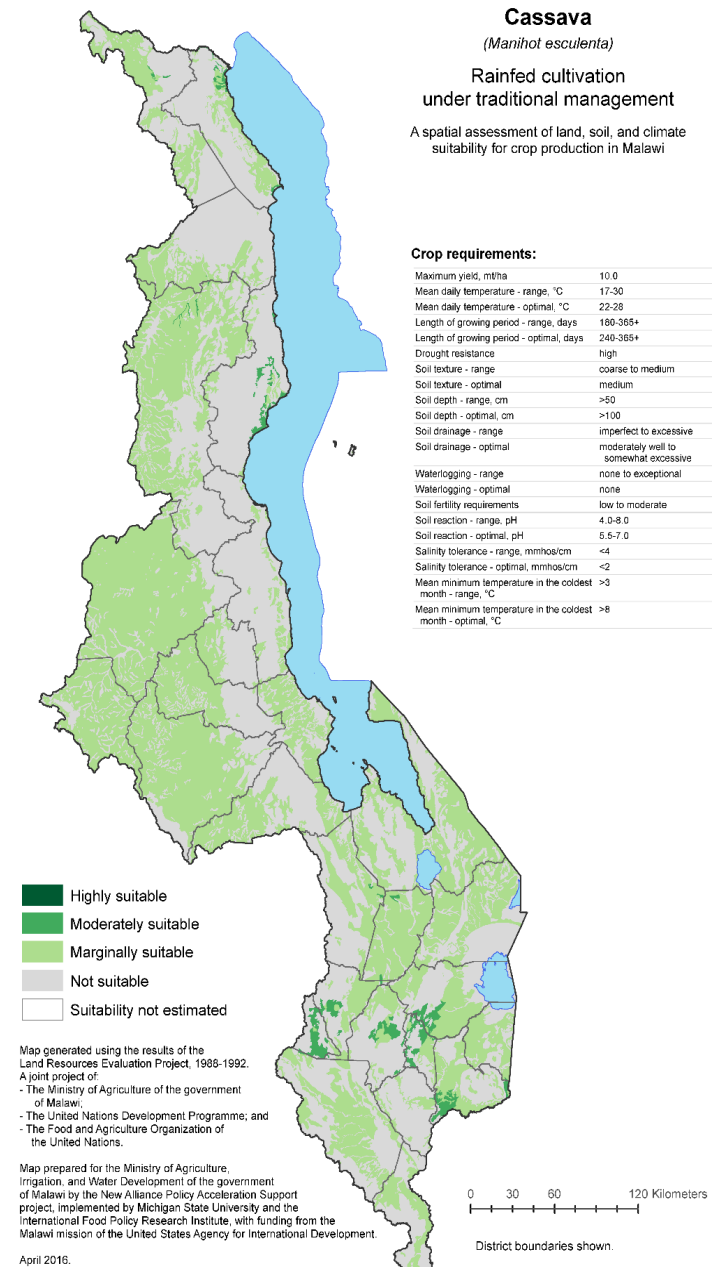 Cassava
(Manihot esculenta)
Rainfed cultivation
under traditional management
A spatial assessment of land, soil, and climate
suitability for crop production in Malawi
Crop requirements:
Maximum yield, mt/ha 10.0
Mean daily temperature - range, °C 17-30
Mean daily temperature - optimal, °C 22-28
Length of growing period - range, days 180-365+
Length of growing period - optimal, days 240-365+
Drought resistance high
Soil texture - range coarse to medium
Soil texture - optimal medium
Soil depth - range, cm >50
Soil depth - optimal, cm >100
Soil drainage - range imperfect to excessive
Soil drainage - optimal moderately well to
somewhat excessive
Waterlogging - range none to exceptional
Waterlogging - optimal none
Soil fertility requirements low to moderate
Soil reaction - range, pH 4.0-8.0
Soil reaction - optimal, pH 5.5-7.0
Salinity tolerance - range, mmhos/cm <4
Salinity tolerance - optimal, mmhos/cm <2
Mean minimum temperature in the coldest >3
month - range, °C
Mean minimum temperature in the coldest >8
month - optimal, °C
Highly suitable
Moderately suitable
Marginally suitable
Not suitable
Suitability not estimated
Map generated using the results of the
Land Resources Evaluation Project, 1986-1992.
A joint project of:
- The Ministry of Agriculture of the government
of Malawi;
- The United Nations Development Programme; and
- The Food and Agriculture Organization of
the United Nations.
Map prepared for the Ministry of Agriculture,
Irrigation, and Water Development of the government
of Malawi by the New Alliance Policy Acceleration Support
project, implemented by Michigan State University and the
International Food Policy Research Institute, with funding from the
Malawi mission of the United States Agency for International Development.
April 2016.
0 30 60 120 Kilometers
District boundaries shown.